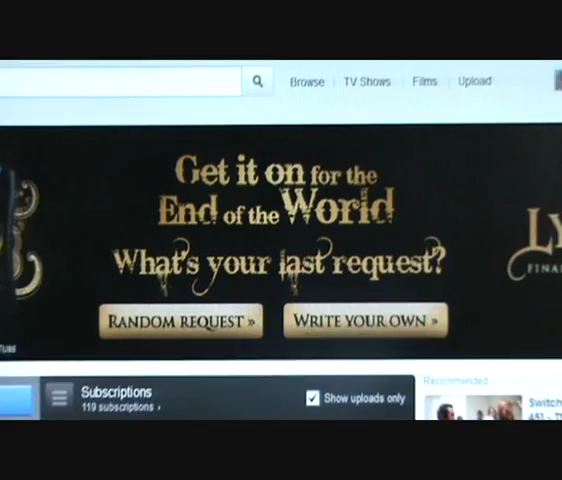 Browse TV Shows Films Upload
Get it on for the
End of the World
What's your last request?
RANDOM REQUEST »
WRITE YOUR OWN »
Subscriptions
119 subscriptions ›
Show uploads only
Recommended